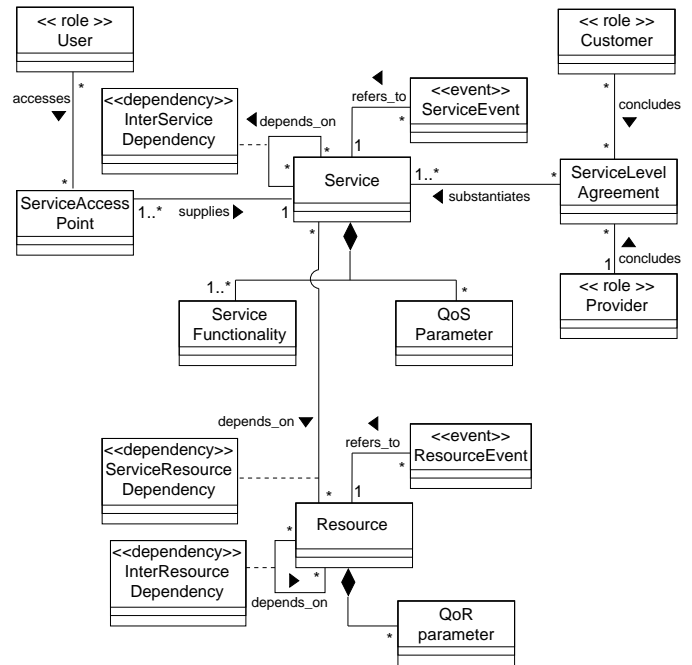 << role >>
User
<< role >>
Customer
accesses
*
<<dependency>>
InterService
Dependency
depends_on
*
*
refers_to
*
1
<<event>>
ServiceEvent
*
concludes
*
*
ServiceAccess
Point
1..*
supplies
1
Service
1..*
substantiates
*
ServiceLevel
Agreement
*
1
concludes
<< role >>
Provider
*
1..*
Service
Functionality
*
QoS
Parameter
depends_on
<<dependency>>
ServiceResource
Dependency
refers_to
*
1
<<event>>
ResourceEvent
*
Resource
<<dependency>>
InterResource
Dependency
*
*
depends_on
*
QoR
parameter